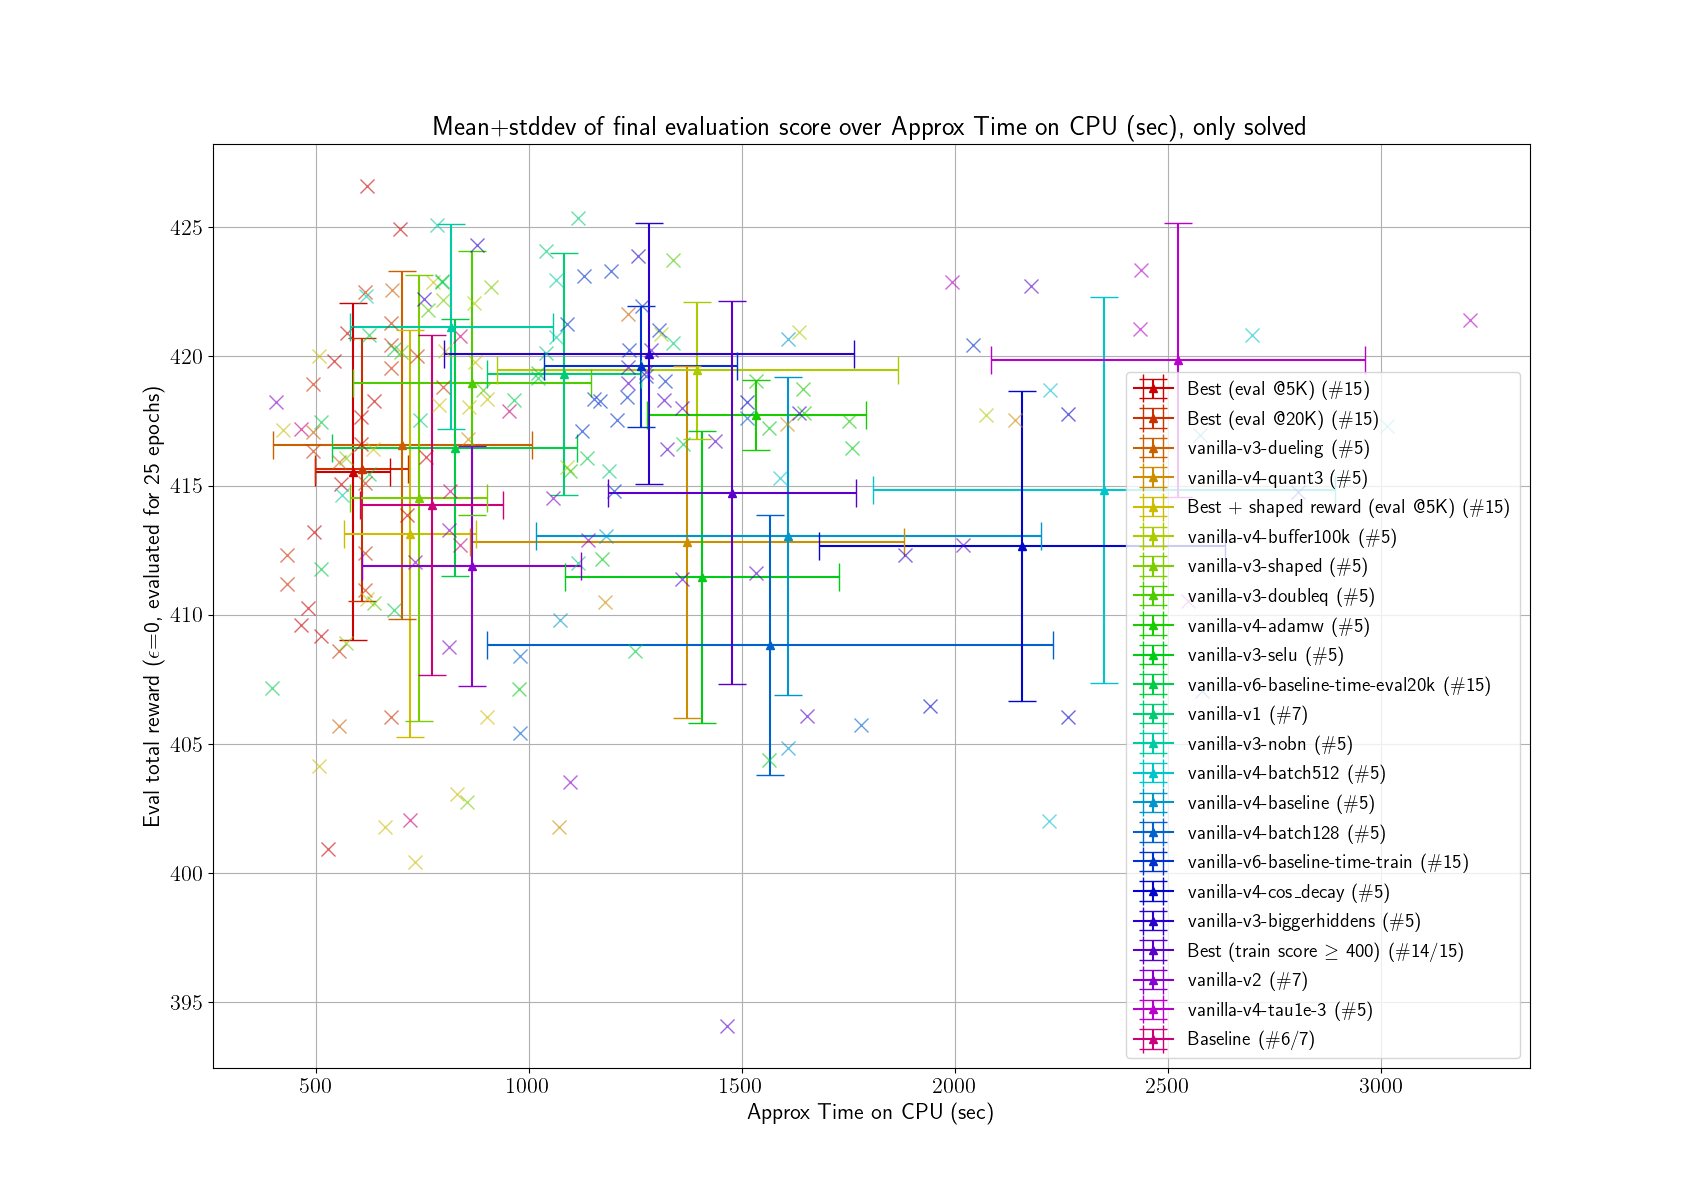 Mean+stddev of final evaluation score over Approx Time on CPU (sec), only solved
Eval total reward (ϵ=0, evaluated for 25 epochs)
425
420
415
410
405
400
395
Best (eval @5K) (#15)
Best (eval @20K) (#15)
vanilla-v3-dueling (#5)
vanilla-v4-quant3 (#5)
Best + shaped reward (eval @5K) (#15)
vanilla-v4-buffer100k (#5)
vanilla-v3-shaped (#5)
vanilla-v3-doubleq (#5)
vanilla-v4-adamw (#5)
vanilla-v3-selu (#5)
vanilla-v6-baseline-time-eval20k (#15)
vanilla-v1 (#7)
vanilla-v3-nobn (#5)
vanilla-v4-batch512 (#5)
vanilla-v4-baseline (#5)
vanilla-v4-batch128 (#5)
vanilla-v6-baseline-time-train (#15)
vanilla-v4-cos_decay (#5)
vanilla-v3-biggerhiddens (#5)
Best (train score ≥ 400) (#14/15)
vanilla-v2 (#7)
vanilla-v4-tau1e-3 (#5)
Baseline (#6/7)
500 1000 1500 2000 2500 3000
Approx Time on CPU (sec)